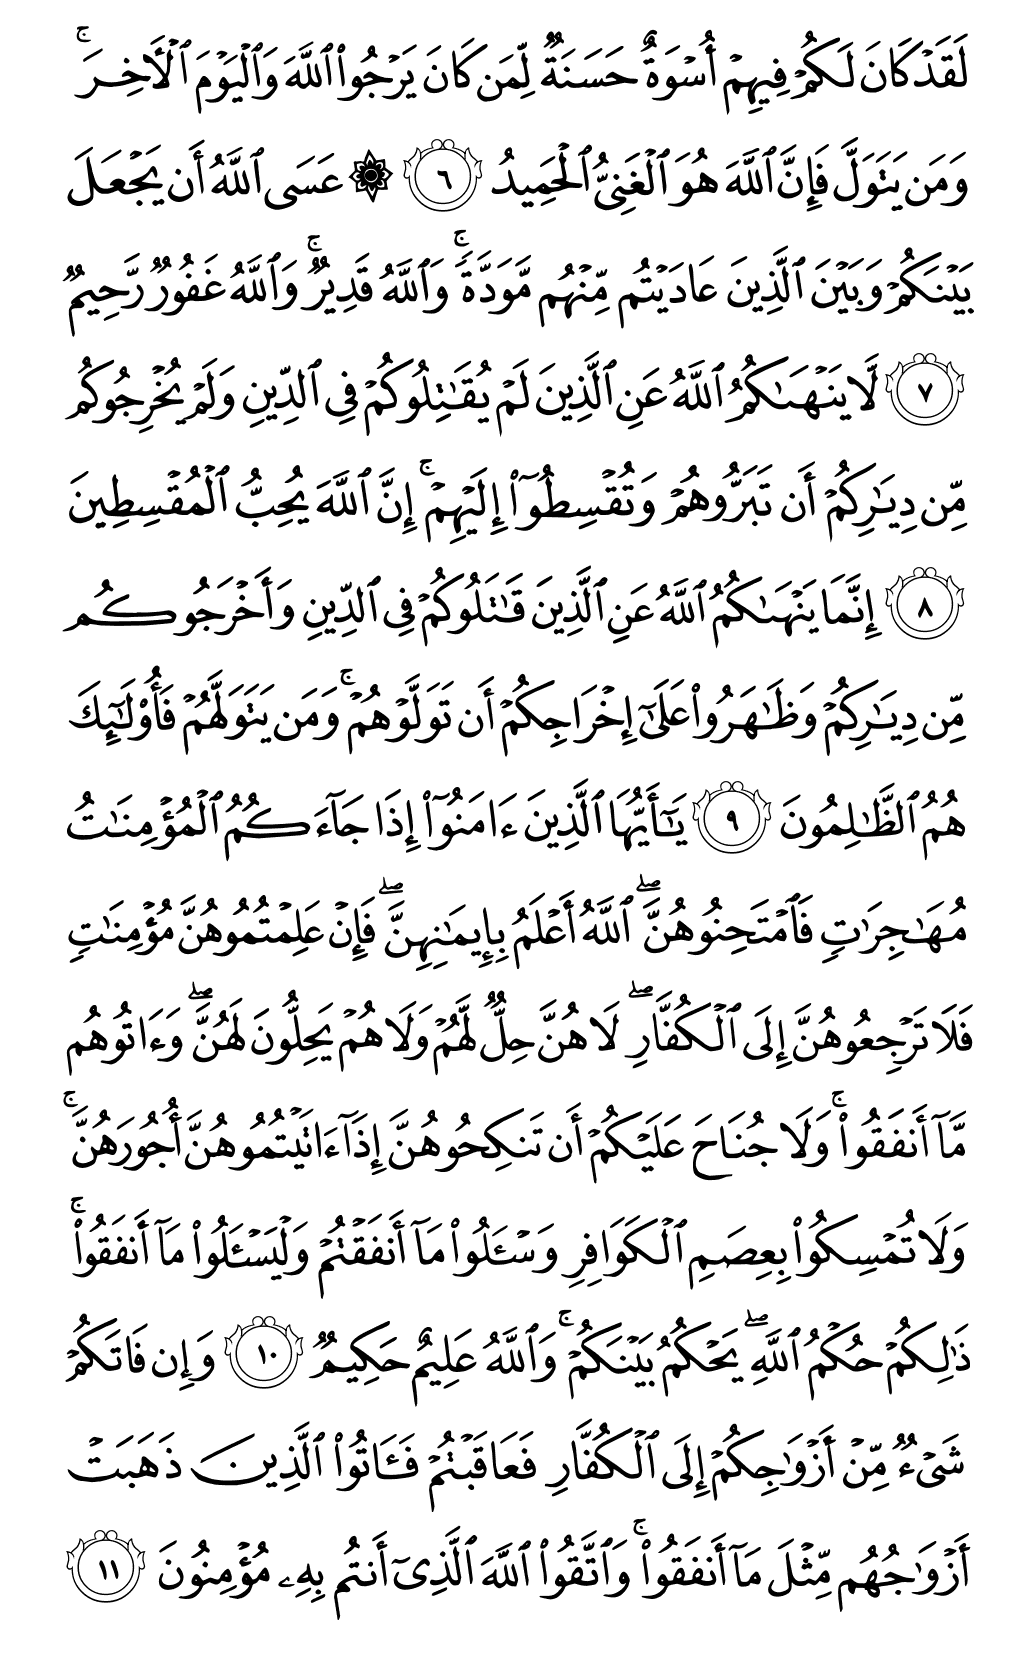 لَقَدْ كَانَ لَكُمْ فِيهِمْ أُسْوَةٌ حَسَنَةٌ لِّمَن كَانَ يَرْجُوا۟ ٱللَّهَ وَٱلْيَوْمَ ٱلْـَٔاخِرَ ۚ
وَمَن يَتَوَلَّ فَإِنَّ ٱللَّهَ هُوَ ٱلْغَنِىُّ ٱلْحَمِيدُ ٦ ۞ عَسَى ٱللَّهُ أَن يَجْعَلَ
بَيْنَكُمْ وَبَيْنَ ٱلَّذِينَ عَادَيْتُم مِّنْهُم مَّوَدَّةً ۚ وَٱللَّهُ قَدِيرٌ ۚ وَٱللَّهُ غَفُورٌ رَّحِيمٌ
٧ لَّا يَنْهَىٰكُمُ ٱللَّهُ عَنِ ٱلَّذِينَ لَمْ يُقَـٰتِلُوكُمْ فِى ٱلدِّينِ وَلَمْ يُخْرِجُوكُم
مِّن دِيَـٰرِكُمْ أَن تَبَرُّوهُمْ وَتُقْسِطُوٓا۟ إِلَيْهِمْ ۚ إِنَّ ٱللَّهَ يُحِبُّ ٱلْمُقْسِطِينَ
٨ إِنَّمَا يَنْهَىٰكُمُ ٱللَّهُ عَنِ ٱلَّذِينَ قَـٰتَلُوكُمْ فِى ٱلدِّينِ وَأَخْرَجُوكُم
مِّن دِيَـٰرِكُمْ وَظَـٰهَرُوا۟ عَلَىٰٓ إِخْرَاجِكُمْ أَن تَوَلَّوْهُمْ ۚ وَمَن يَتَوَلَّهُمْ فَأُو۟لَـٰٓئِكَ
هُمُ ٱلظَّـٰلِمُونَ ٩ يَـٰٓأَيُّهَا ٱلَّذِينَ ءَامَنُوٓا۟ إِذَا جَآءَكُمُ ٱلْمُؤْمِنَـٰتُ
مُهَـٰجِرَٰتٍ فَٱمْتَحِنُوهُنَّ ۖ ٱللَّهُ أَعْلَمُ بِإِيمَـٰنِهِنَّ ۖ فَإِنْ عَلِمْتُمُوهُنَّ مُؤْمِنَـٰتٍ
فَلَا تَرْجِعُوهُنَّ إِلَى ٱلْكُفَّارِ ۖ لَا هُنَّ حِلٌّ لَّهُمْ وَلَا هُمْ يَحِلُّونَ لَهُنَّ ۖ وَءَاتُوهُم
مَّآ أَنفَقُوا۟ ۚ وَلَا جُنَاحَ عَلَيْكُمْ أَن تَنكِحُوهُنَّ إِذَآ ءَاتَيْتُمُوهُنَّ أُجُورَهُنَّ ۚ
وَلَا تُمْسِكُوا۟ بِعِصَمِ ٱلْكَوَافِرِ وَسْـَٔلُوا۟ مَآ أَنفَقْتُمْ وَلْيَسْـَٔلُوا۟ مَآ أَنفَقُوا۟ ۚ
ذَٰلِكُمْ حُكْمُ ٱللَّهِ ۖ يَحْكُمُ بَيْنَكُمْ ۚ وَٱللَّهُ عَلِيمٌ حَكِيمٌ ١٠ وَإِن فَاتَكُمْ
شَىْءٌ مِّنْ أَزْوَٰجِكُمْ إِلَى ٱلْكُفَّارِ فَعَاقَبْتُمْ فَـَٔاتُوا۟ ٱلَّذِينَ ذَهَبَتْ
أَزْوَٰجُهُم مِّثْلَ مَآ أَنفَقُوا۟ ۚ وَٱتَّقُوا۟ ٱللَّهَ ٱلَّذِىٓ أَنتُم بِهِۦ مُؤْمِنُونَ ١١